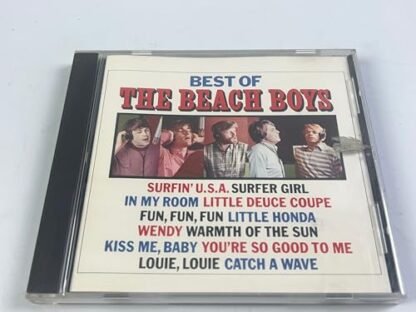 BEST OF
THE BEACH BOYS
SURFIN' U.S.A. SURFER GIRL
IN MY ROOM LITTLE DEUCE COUPE
FUN, FUN, FUN LITTLE HONDA
WENDY WARMTH OF THE SUN
KISS ME, BABY YOU'RE SO GOOD TO ME
LOUIE, LOUIE CATCH A WAVE